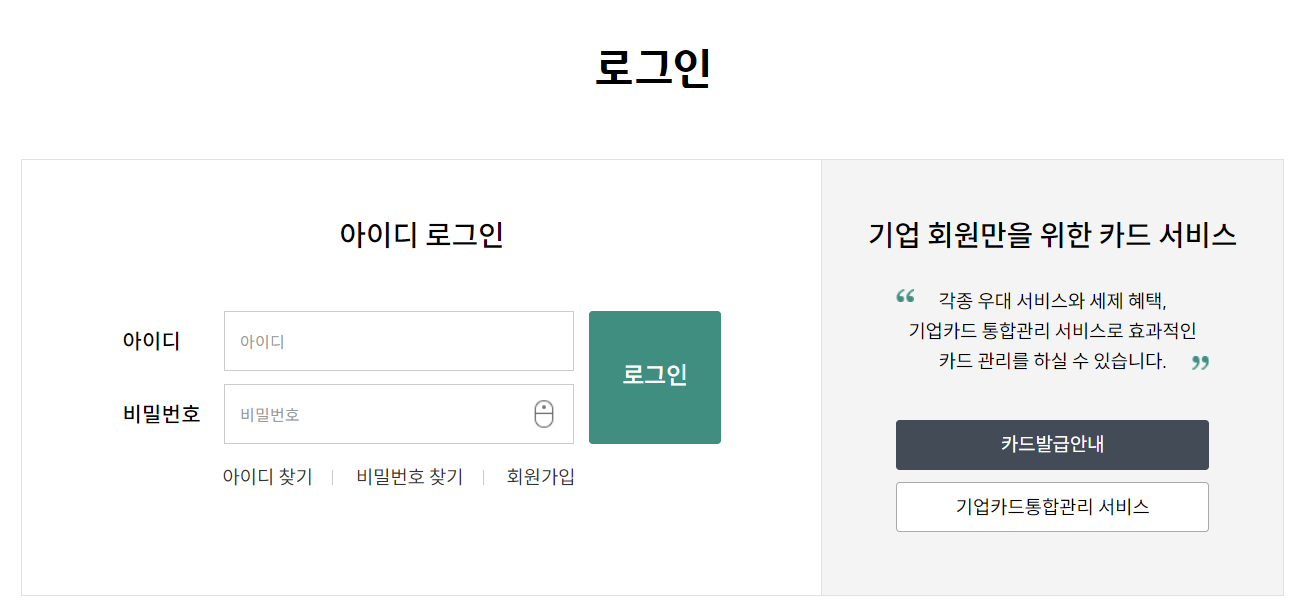 로그인
아이디 로그인
아이디
아이디
로그인
비밀번호
비밀번호
아이디 찾기
비밀번호 찾기
회원가입
기업 회원만을 위한 카드 서비스
“ 각종 우대 서비스와 세제 혜택,
기업카드 통합관리 서비스로 효과적인
카드 관리를 하실 수 있습니다. ”
카드발급안내
기업카드통합관리 서비스